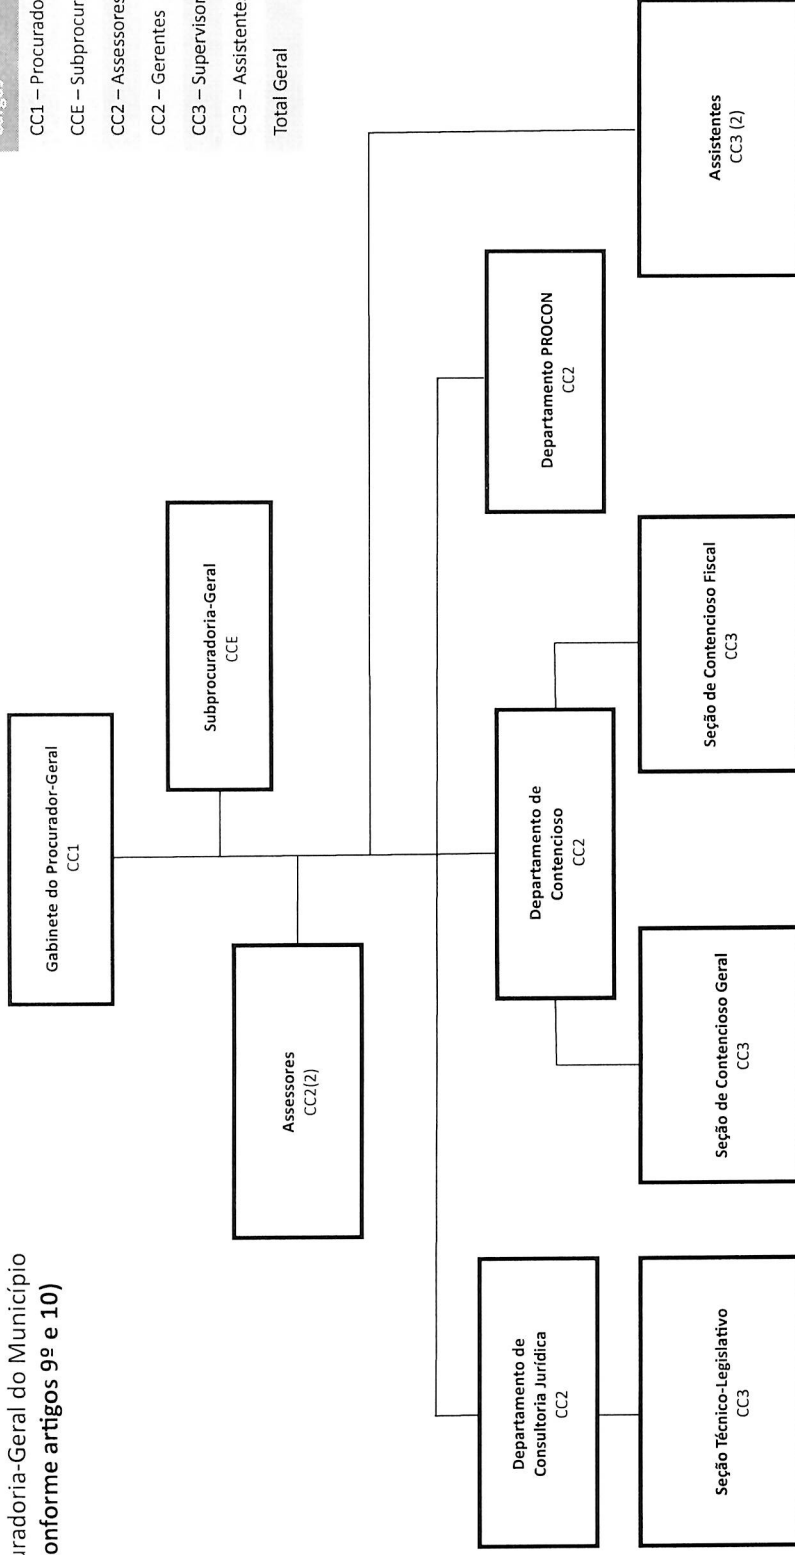 uradoria-Geral do Município
onforme artigos 9º e 10)
CC1 – Procurado
CCE – Subprocur
CC2 – Assessores
CC2 – Gerentes
CC3 – Supervisor
CC3 – Assistente
Total Geral
Gabinete do Procurador-Geral
CC1
Subprocuradoria-Geral
CCE
Assessores
CC2(2)
Departamento de
Consultoria Jurídica
CC2
Departamento de
Contencioso
CC2
Departamento PROCON
CC2
Seção Técnico-Legislativo
CC3
Seção de Contencioso Geral
CC3
Seção de Contencioso Fiscal
CC3
Assistentes
CC3 (2)